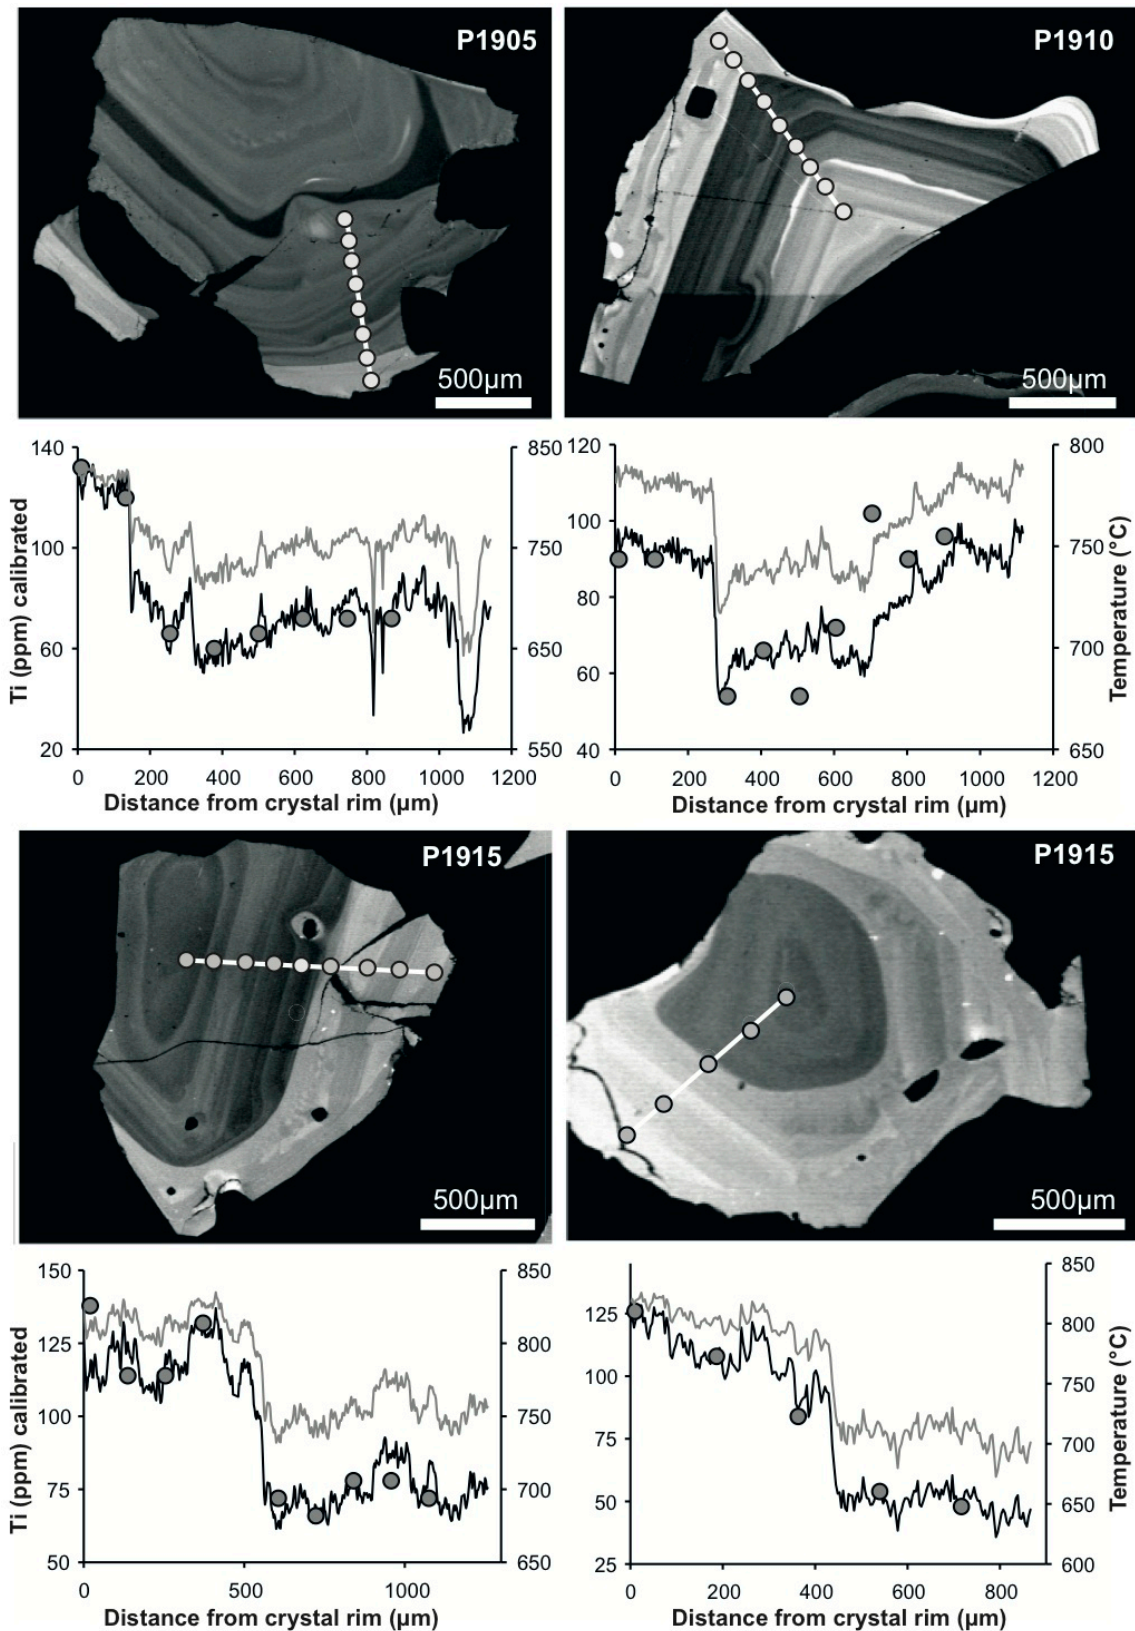 P1905
P1910
500µm
500µm
140
100
60
20
850
750
650
550
120
100
80
60
40
800
750
700
650
Ti (ppm) calibrated
Temperature (°C)
0 200 400 600 800 1000 1200
0 200 400 600 800 1000 1200
Distance from crystal rim (µm)
Distance from crystal rim (µm)
P1915
P1915
500µm
500µm
150
125
100
75
50
850
800
750
700
650
125
100
75
50
25
850
800
750
700
650
600
Ti (ppm) calibrated
Temperature (°C)
0 500 1000
0 200 400 600 800
Distance from crystal rim (µm)
Distance from crystal rim (µm)